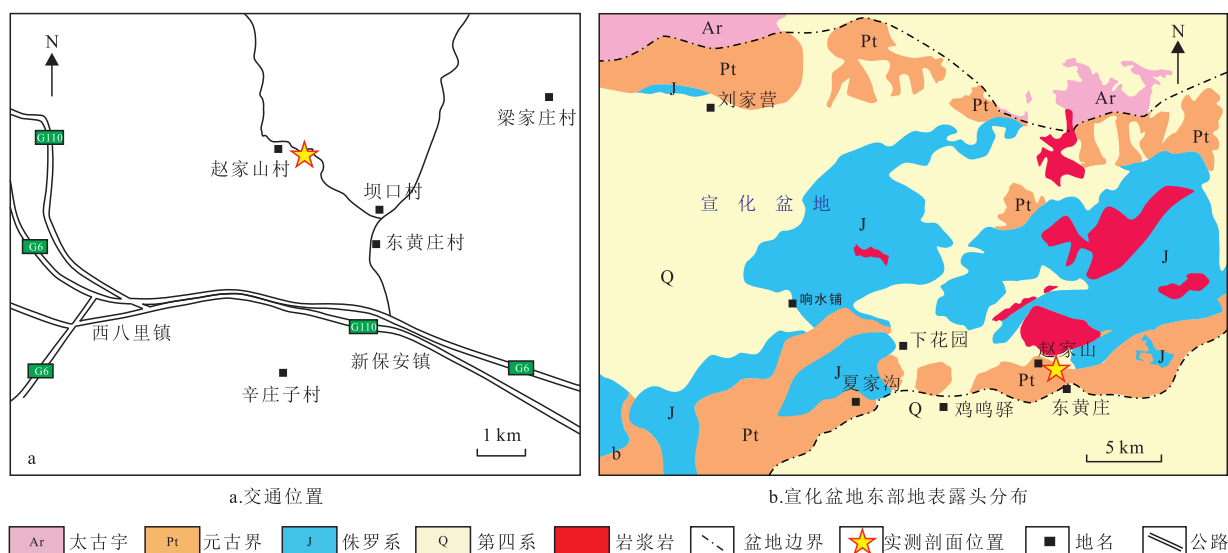 N
G110
梁家庄村
赵家山村
坝口村
东黄庄村
G6
西八里镇
G110
新保安镇
G6
G6
辛庄子村
1 km
a
Ar
Pt
N
Pt
J
刘家营
Pt
Ar
Pt
Pt
宣化盆地
J
J
Q
响水铺
下花园
赵家山
J
J
夏家沟
Pt
J
Q
鸡鸣驿
东黄庄
Pt
5 km
b
a.交通位置
b.宣化盆地东部地表露头分布
Ar 太古宇 Pt 元古界 J 侏罗系 Q 第四系 岩浆岩 盆地边界 实测剖面位置 地名 公路